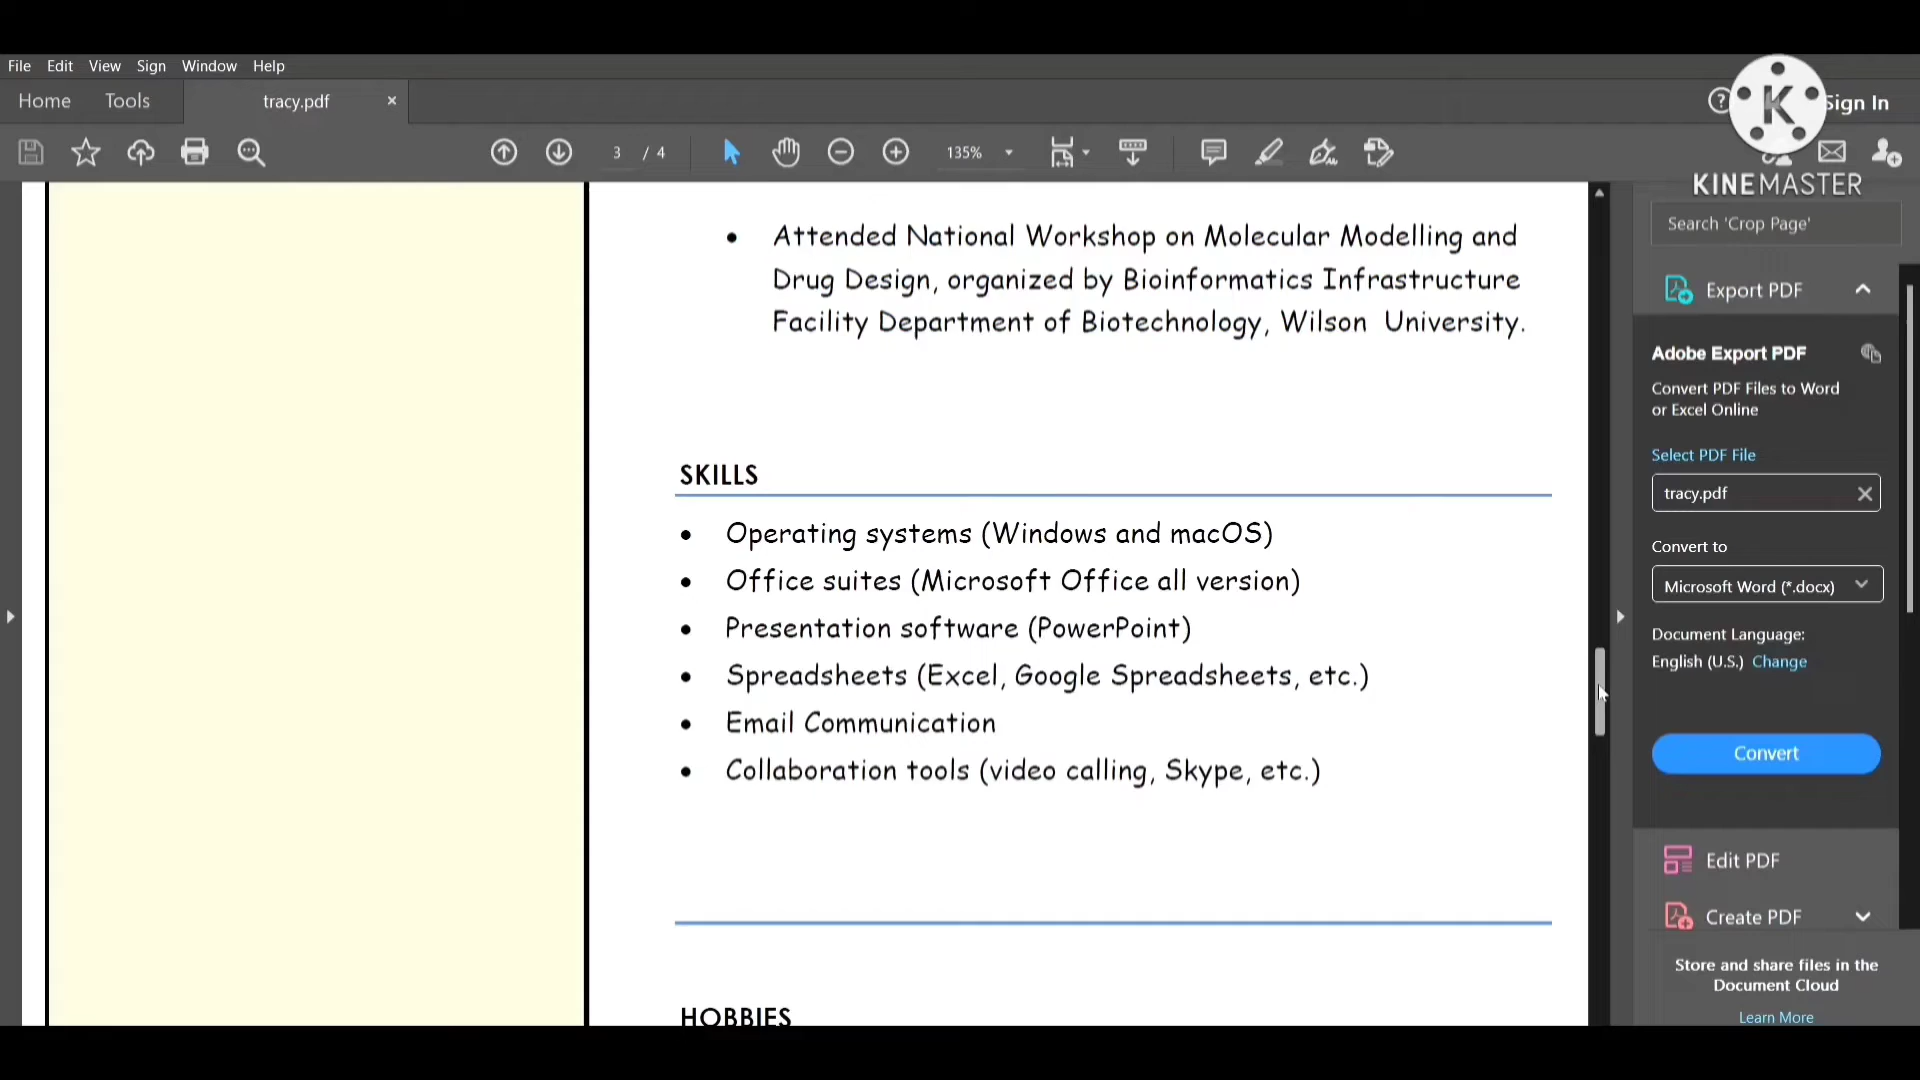 File Edit View Sign Window Help
Home Tools tracy.pdf × Sign In
3 / 4 135%
K
KINEMASTER
• Attended National Workshop on Molecular Modelling and
Drug Design, organized by Bioinformatics Infrastructure
Facility Department of Biotechnology, Wilson University.
SKILLS
• Operating systems (Windows and macOS)
• Office suites (Microsoft Office all version)
• Presentation software (PowerPoint)
• Spreadsheets (Excel, Google Spreadsheets, etc.)
• Email Communication
• Collaboration tools (video calling, Skype, etc.)
HOBBIES
Search 'Crop Page'
Export PDF
Adobe Export PDF
Convert PDF Files to Word
or Excel Online
Select PDF File
tracy.pdf
Convert to
Microsoft Word (*.docx)
Document Language:
English (U.S.) Change
Convert
Edit PDF
Create PDF
Store and share files in the
Document Cloud
Learn More